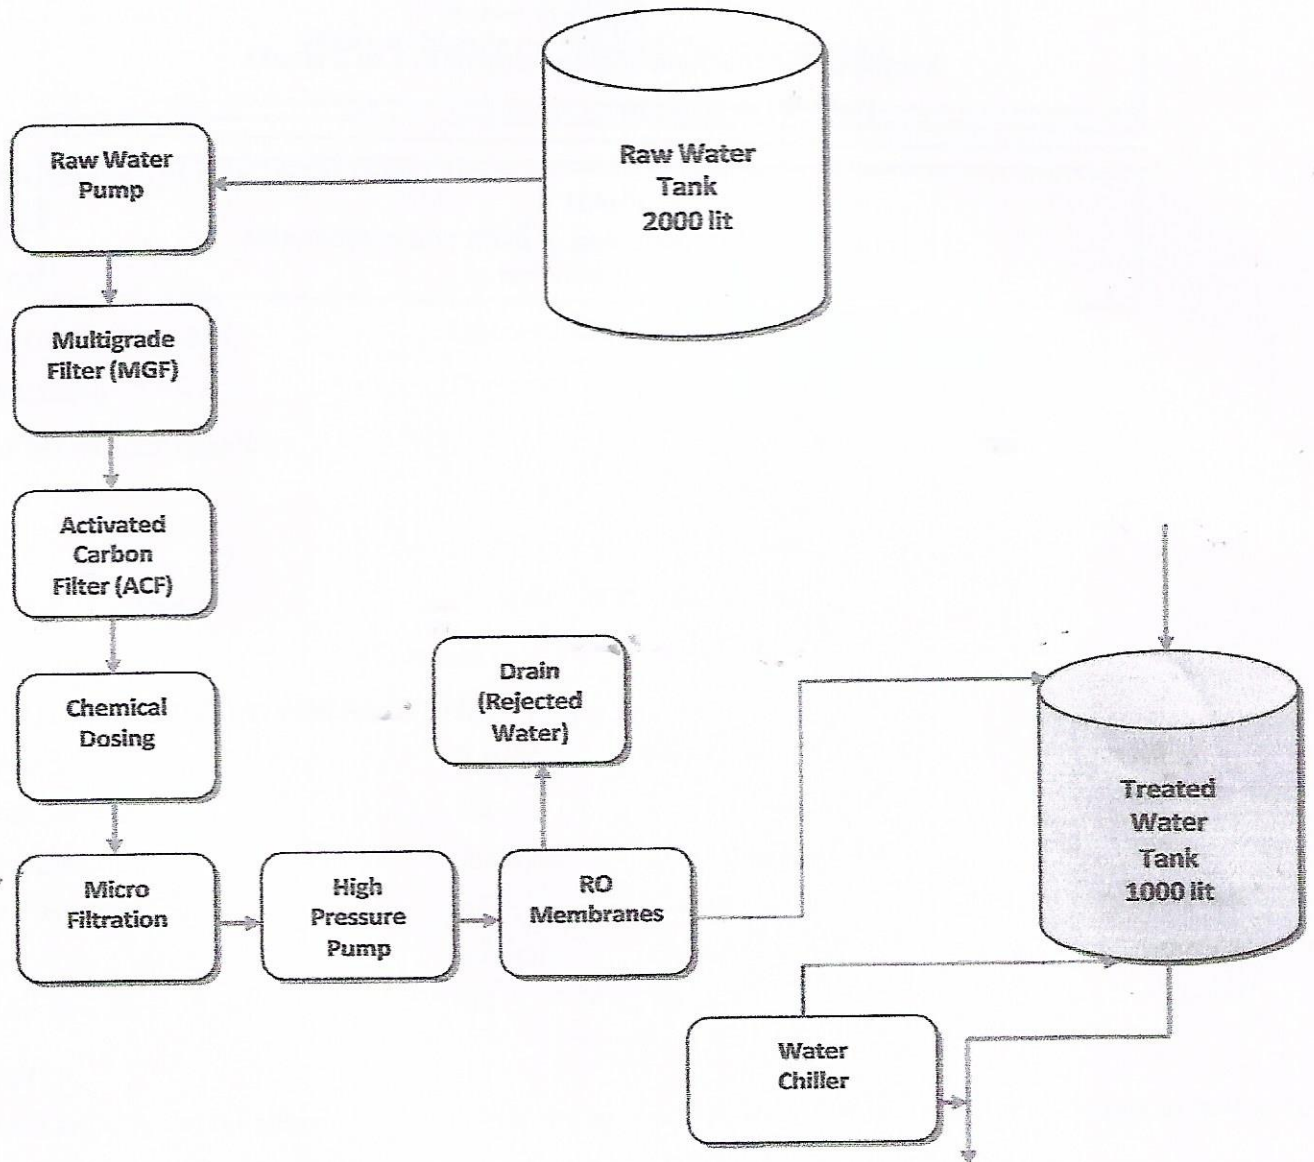 Raw Water
Tank
2000 lit
Raw Water
Pump
Multigrade
Filter (MGF)
Activated
Carbon
Filter (ACF)
Chemical
Dosing
Micro
Filtration
High
Pressure
Pump
RO
Membranes
Drain
(Rejected
Water)
Treated
Water
Tank
1000 lit
Water
Chiller